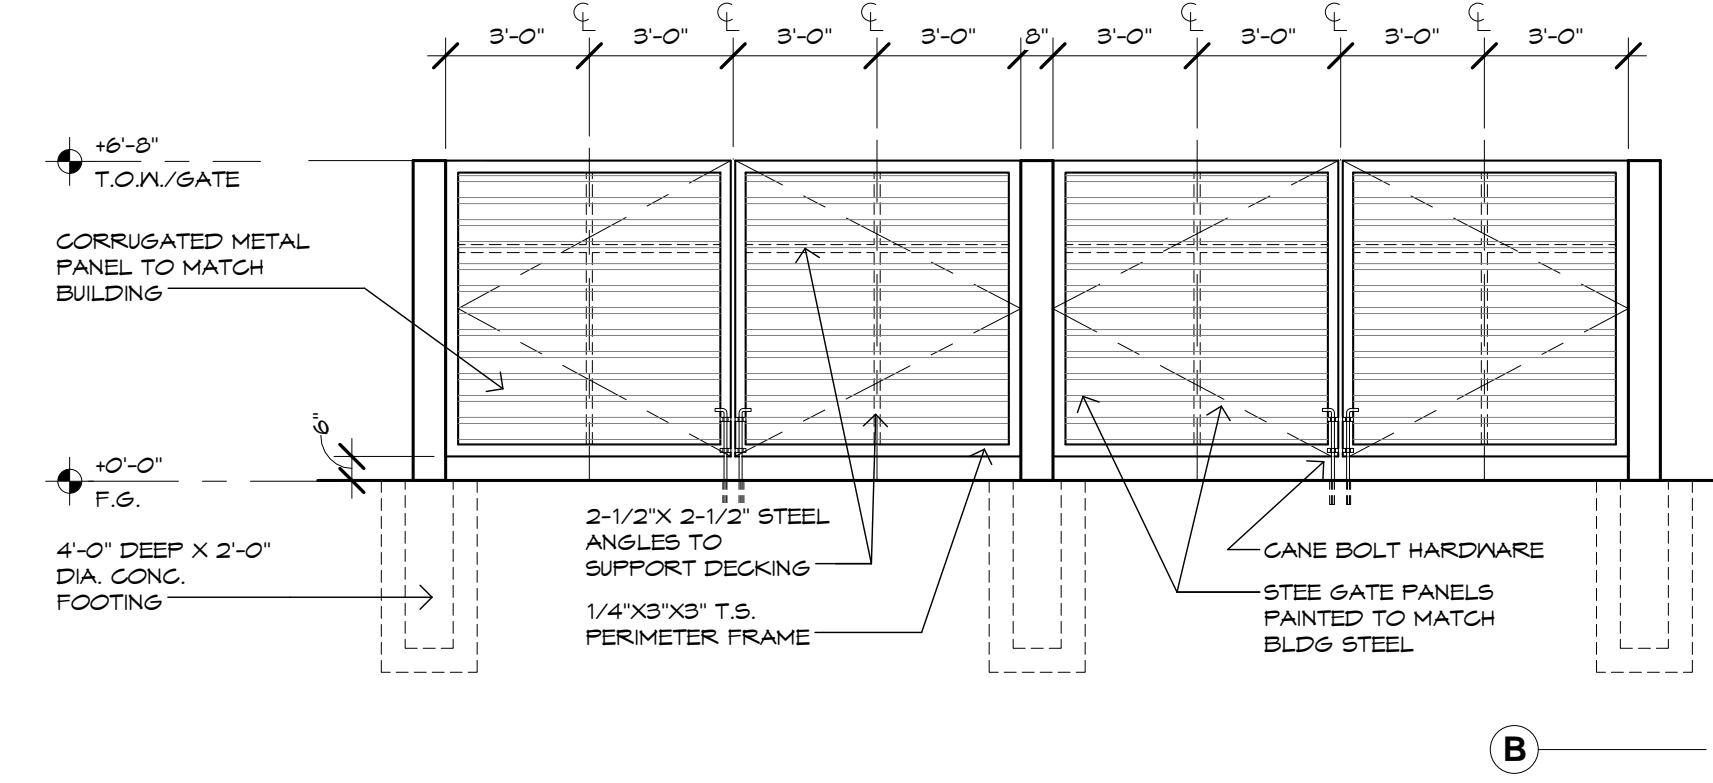 3'-0" 3'-0" 3'-0" 3'-0" 8" 3'-0" 3'-0" 3'-0" 3'-0"
+6'-8"
T.O.W./GATE
CORRUGATED METAL
PANEL TO MATCH
BUILDING
6"
+0'-0"
F.G.
4'-0" DEEP X 2'-0"
DIA. CONC.
FOOTING
2-1/2"X 2-1/2" STEEL
ANGLES TO
SUPPORT DECKING
1/4"X3"X3" T.S.
PERIMETER FRAME
CANE BOLT HARDWARE
STEE GATE PANELS
PAINTED TO MATCH
BLDG STEEL
B